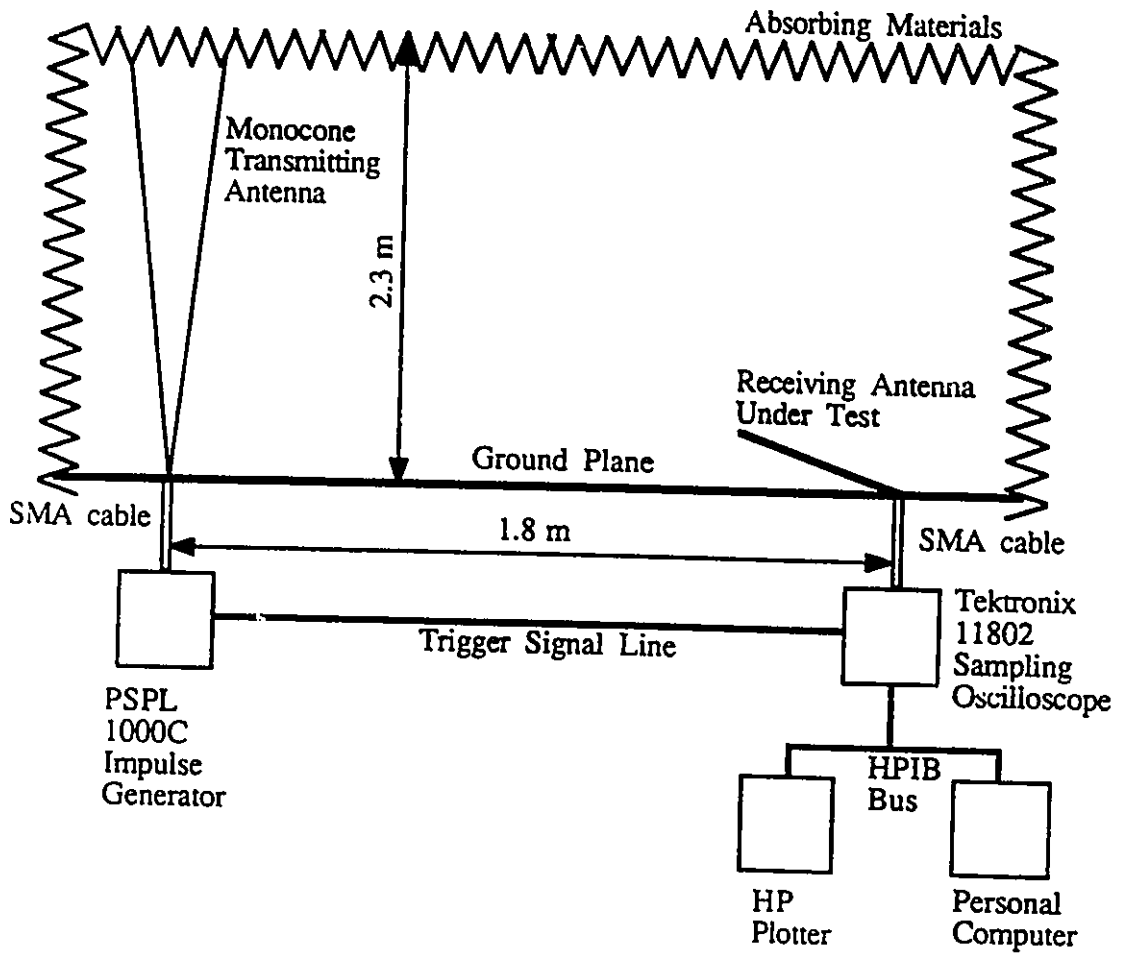 Absorbing Materials
Monocone
Transmitting
Antenna
2.3 m
Receiving Antenna
Under Test
Ground Plane
SMA cable
1.8 m
SMA cable
Trigger Signal Line
Tektronix
11802
Sampling
Oscilloscope
PSPL
1000C
Impulse
Generator
HPIB
Bus
HP
Plotter
Personal
Computer